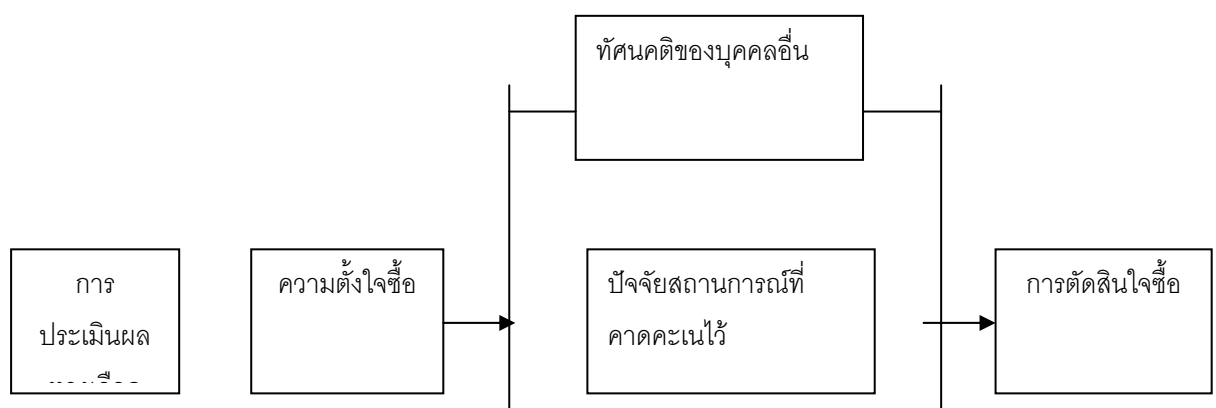 ทัศนคติของบุคคลอื่น
การ
ประเมินผล
ความตั้งใจซื้อ
ปัจจัยสถานการณ์ที่
คาดคะเนไว้
การตัดสินใจซื้อ